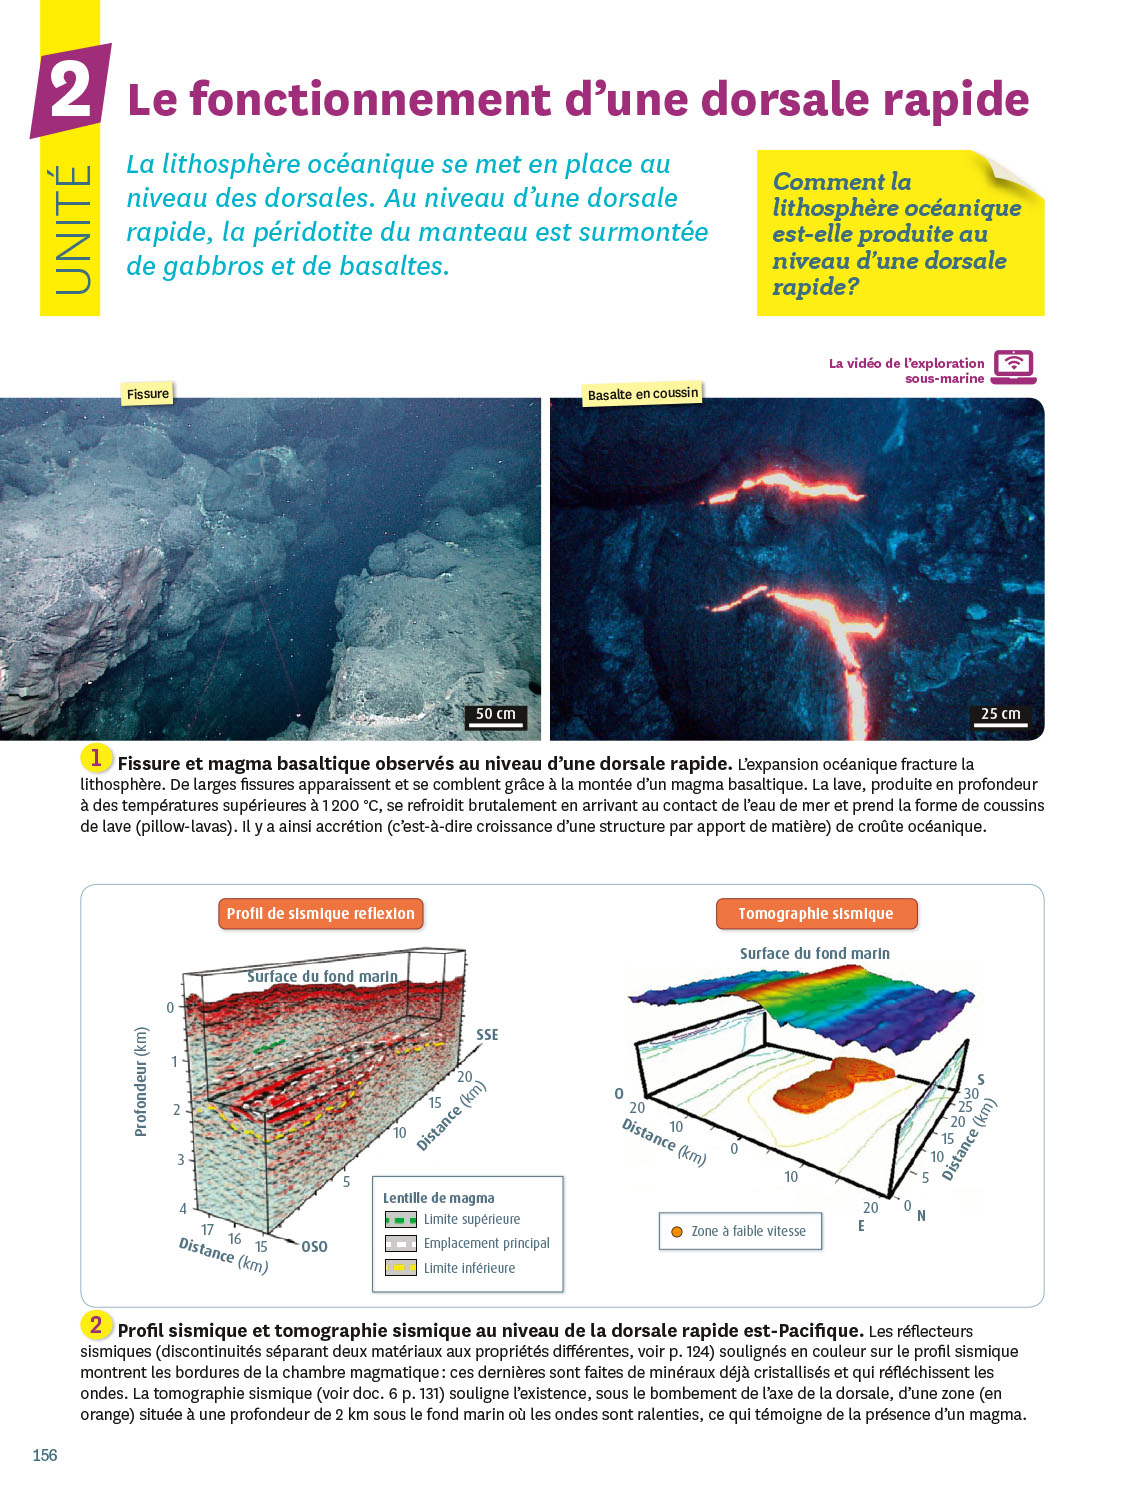 2
Le fonctionnement d'une dorsale rapide
UNITÉ
La lithosphère océanique se met en place au
niveau des dorsales. Au niveau d'une dorsale
rapide, la péridotite du manteau est surmontée
de gabbros et de basaltes.
Comment la
lithosphère océanique
est-elle produite au
niveau d'une dorsale
rapide?
La vidéo de l'exploration
sous-marine
Fissure
Basalte en coussin
50 cm
25 cm
1 Fissure et magma basaltique observés au niveau d'une dorsale rapide. L'expansion océanique fracture la
lithosphère. De larges fissures apparaissent et se comblent grâce à la montée d'un magma basaltique. La lave, produite en profondeur
à des températures supérieures à 1 200 °C, se refroidit brutalement en arrivant au contact de l'eau de mer et prend la forme de coussins
de lave (pillow-lavas). Il y a ainsi accrétion (c'est-à-dire croissance d'une structure par apport de matière) de croûte océanique.
Profil de sismique reflexion
Surface du fond marin
Profondeur (km)
0
1
2
3
4
17
16
15
Distance (km)
OSO
5
10
15
20
Distance (km)
SSE
Lentille de magma
Limite supérieure
Emplacement principal
Limite inférieure
Tomographie sismique
Surface du fond marin
O
20
10
0
10
20
Distance (km)
E
N
0
5
10
15
20
25
30
S
Distance (km)
Zone à faible vitesse
2 Profil sismique et tomographie sismique au niveau de la dorsale rapide est-Pacifique. Les réflecteurs
sismiques (discontinuités séparant deux matériaux aux propriétés différentes, voir p. 124) soulignés en couleur sur le profil sismique
montrent les bordures de la chambre magmatique : ces dernières sont faites de minéraux déjà cristallisés et qui réfléchissent les
ondes. La tomographie sismique (voir doc. 6 p. 131) souligne l'existence, sous le bombement de l'axe de la dorsale, d'une zone (en
orange) située à une profondeur de 2 km sous le fond marin où les ondes sont ralenties, ce qui témoigne de la présence d'un magma.
156